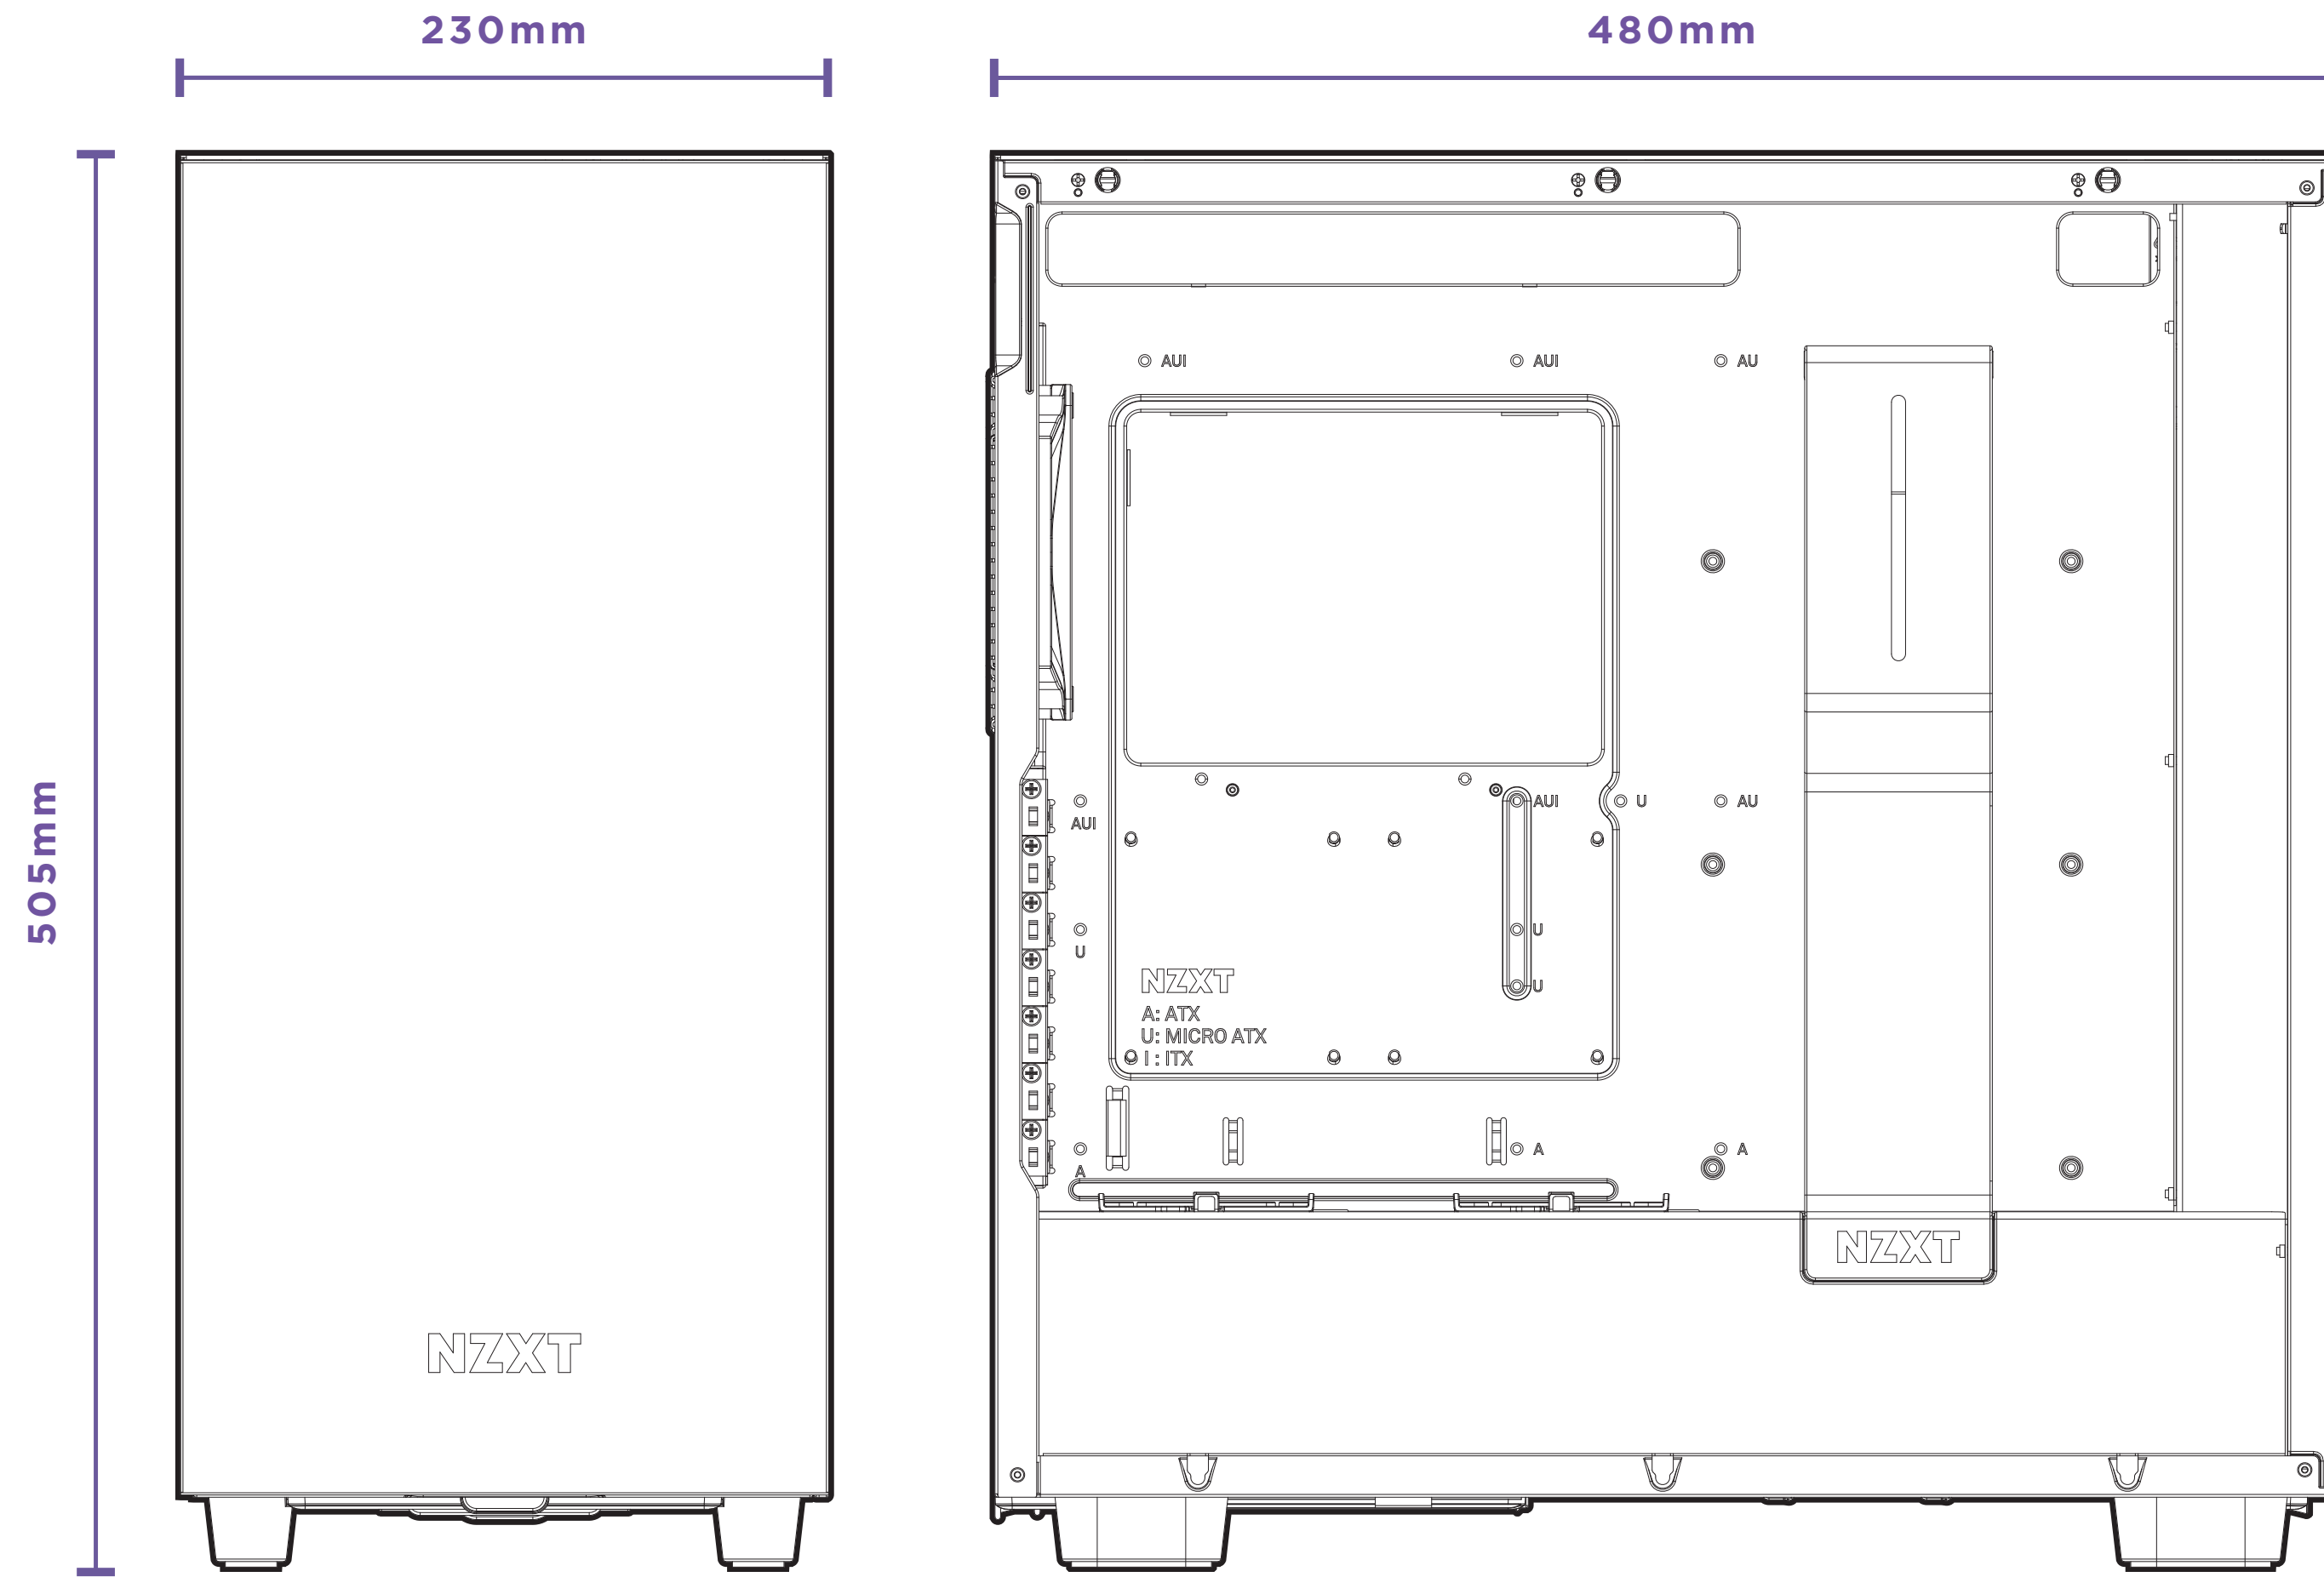 230mm
480mm
505mm
AUI
AUI
AU
AUI
AUI
U
AU
U
U
U
NZXT
A: ATX
U: MICRO ATX
I : ITX
A
A
A
NZXT
NZXT